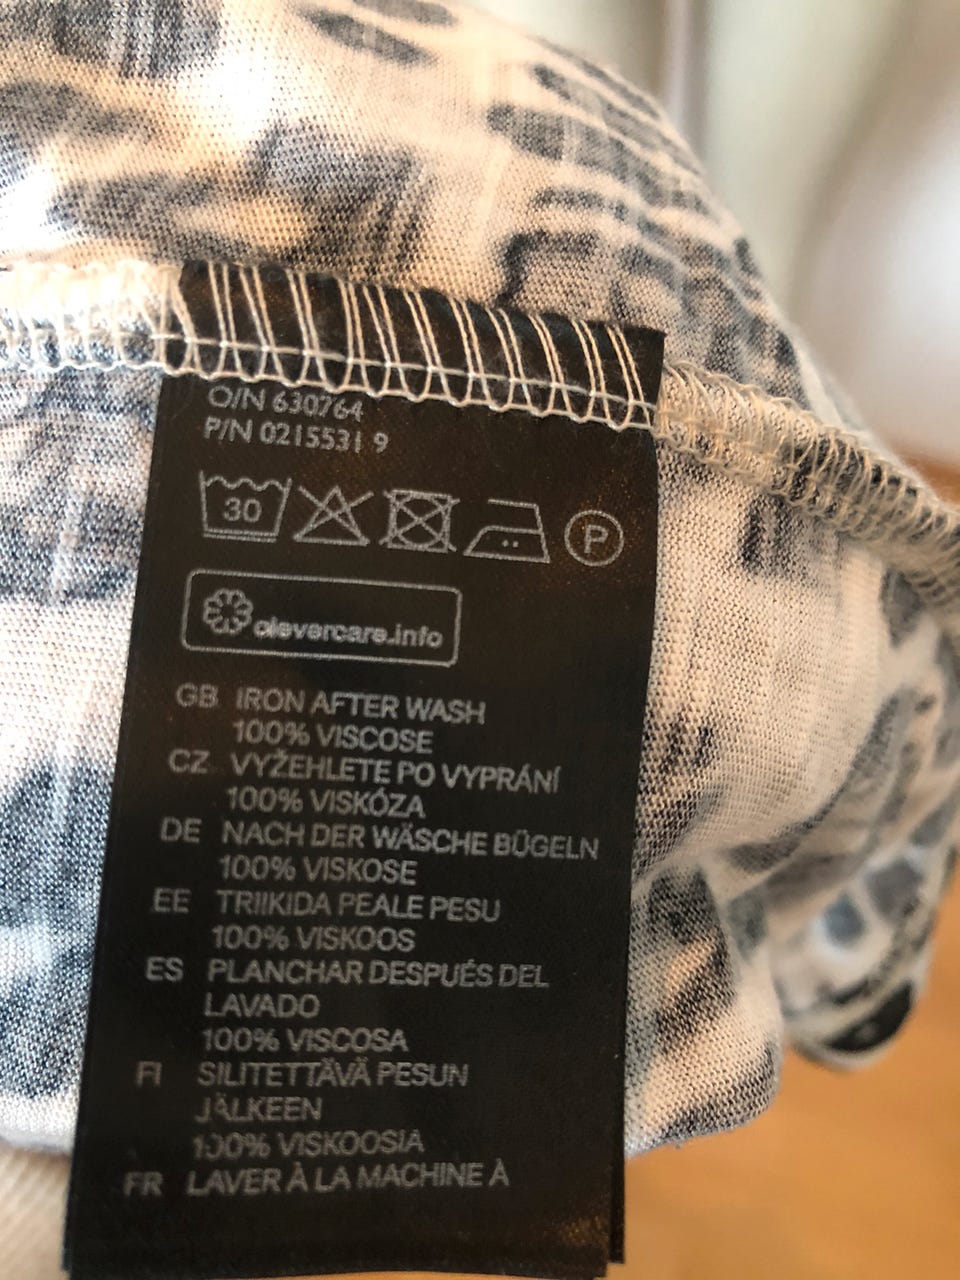 O/N 630764
P/N 0215531 9
30
P
clevercare.info
GB IRON AFTER WASH
100% VISCOSE
CZ VYŽEHLETE PO VYPRÁNÍ
100% VISKÓZA
DE NACH DER WÄSCHE BÜGELN
100% VISKOSE
EE TRIIKIDA PEALE PESU
100% VISKOOS
ES PLANCHAR DESPUÉS DEL
LAVADO
100% VISCOSA
FI SILITETTÄVÄ PESUN
JÄLKEEN
100% VISKOOSIA
FR LAVER À LA MACHINE À